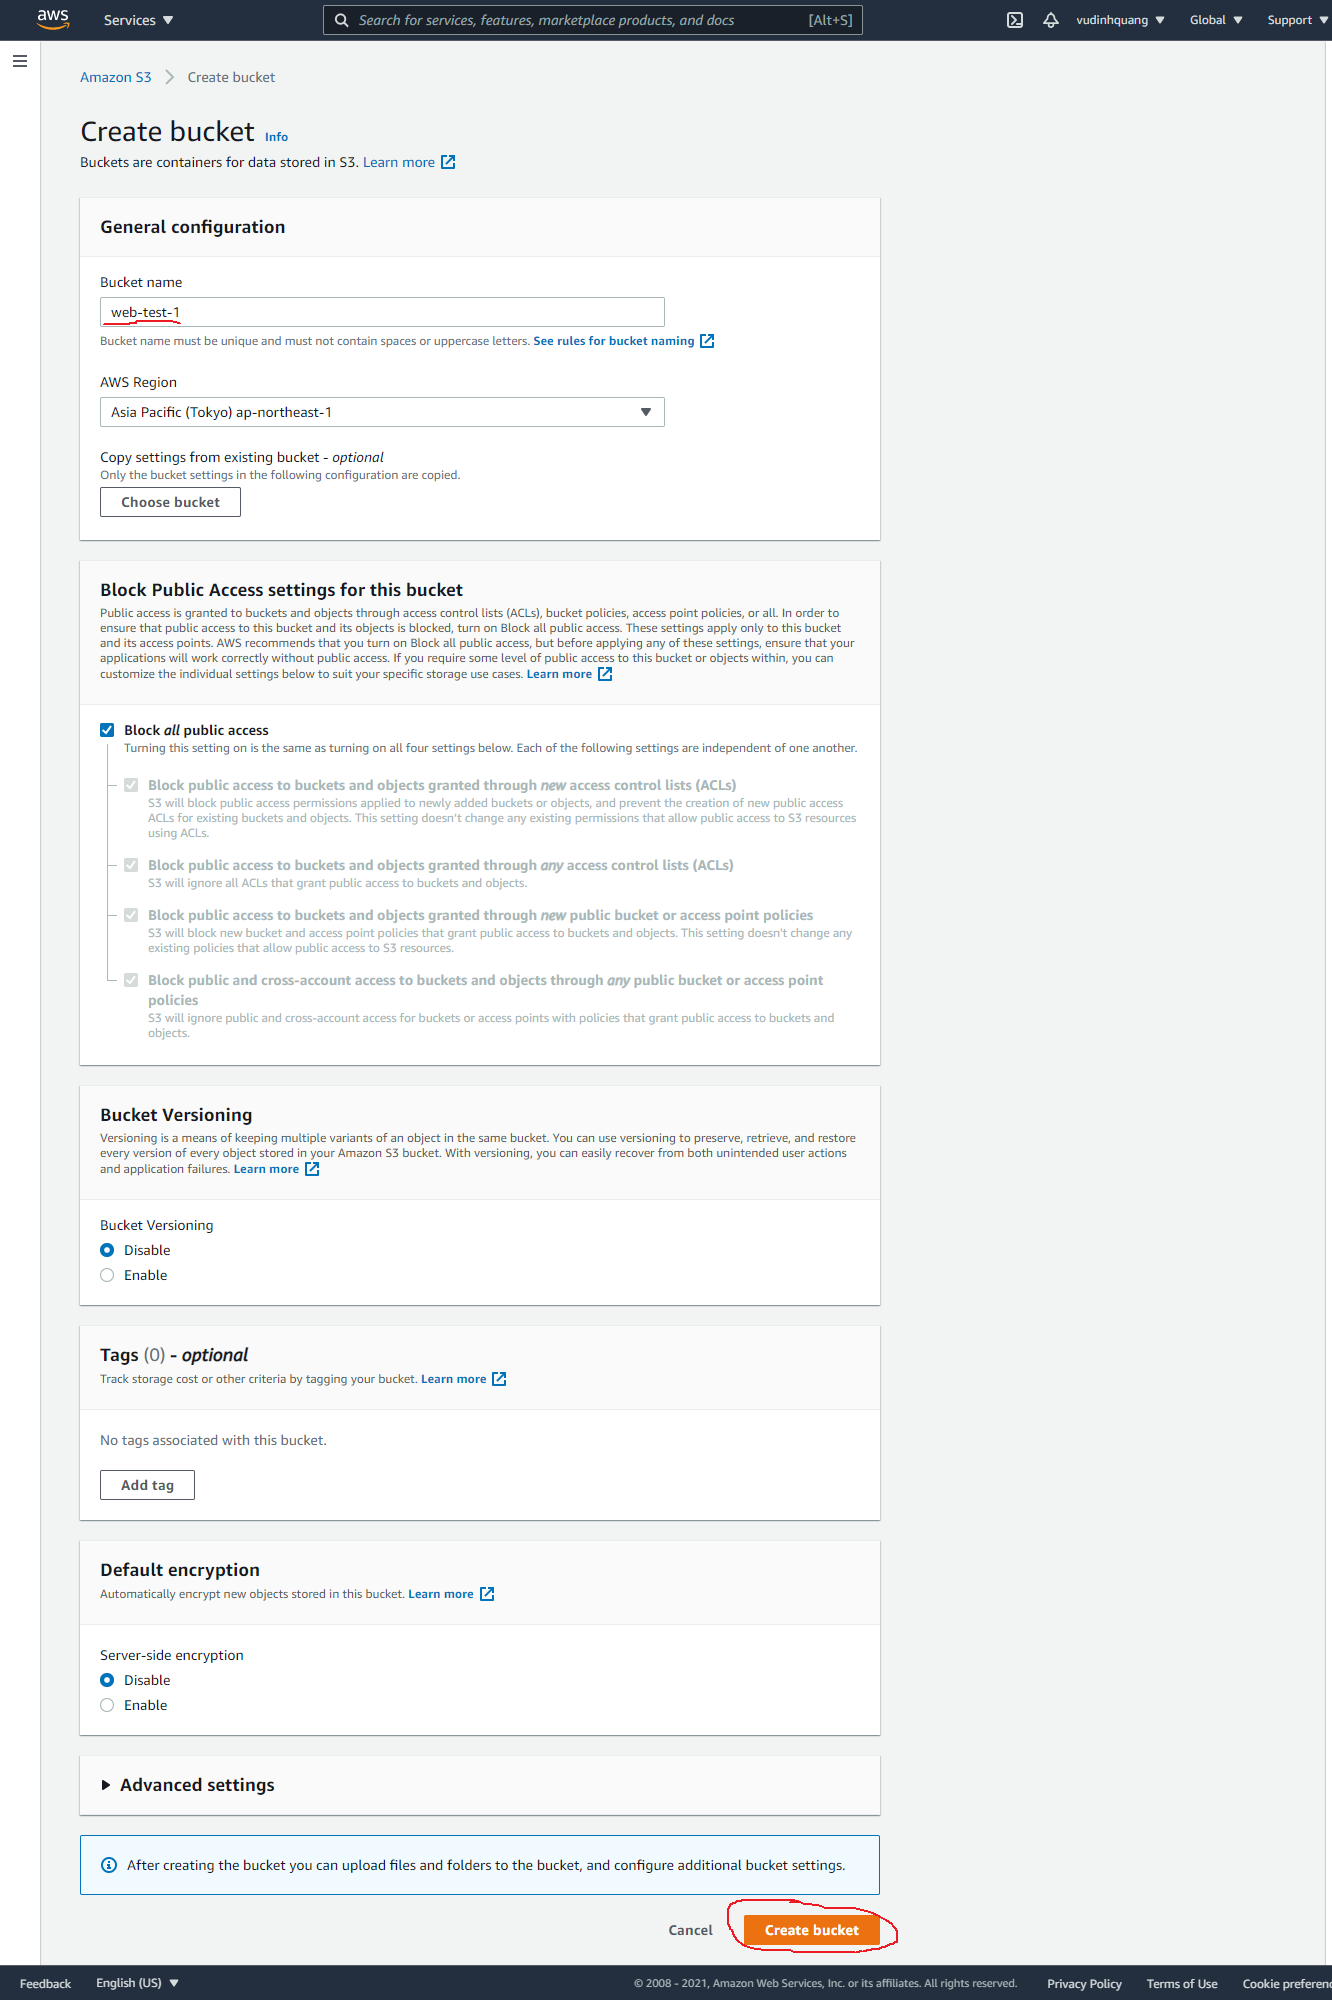 aws Services Search for services, features, marketplace products, and docs [Alt+S] vudinhquang Global Support
Amazon S3 Create bucket
Create bucket Info
Buckets are containers for data stored in S3. Learn more
General configuration
Bucket name
web-test-1
Bucket name must be unique and must not contain spaces or uppercase letters. See rules for bucket naming
AWS Region
Asia Pacific (Tokyo) ap-northeast-1
Copy settings from existing bucket - optional
Only the bucket settings in the following configuration are copied.
Choose bucket
Block Public Access settings for this bucket
Public access is granted to buckets and objects through access control lists (ACLs), bucket policies, access point policies, or all. In order to
ensure that public access to this bucket and its objects is blocked, turn on Block all public access. These settings apply only to this bucket
and its access points. AWS recommends that you turn on Block all public access, but before applying any of these settings, ensure that your
applications will work correctly without public access. If you require some level of public access to this bucket or objects within, you can
customize the individual settings below to suit your specific storage use cases. Learn more
Block all public access
Turning this setting on is the same as turning on all four settings below. Each of the following settings are independent of one another.
Block public access to buckets and objects granted through new access control lists (ACLs)
S3 will block public access permissions applied to newly added buckets or objects, and prevent the creation of new public access
ACLs for existing buckets and objects. This setting doesn't change any existing permissions that allow public access to S3 resources
using ACLs.
Block public access to buckets and objects granted through any access control lists (ACLs)
S3 will ignore all ACLs that grant public access to buckets and objects.
Block public access to buckets and objects granted through new public bucket or access point policies
S3 will block new bucket and access point policies that grant public access to buckets and objects. This setting doesn't change any
existing policies that allow public access to S3 resources.
Block public and cross-account access to buckets and objects through any public bucket or access point
policies
S3 will ignore public and cross-account access for buckets or access points with policies that grant public access to buckets and
objects.
Bucket Versioning
Versioning is a means of keeping multiple variants of an object in the same bucket. You can use versioning to preserve, retrieve, and restore
every version of every object stored in your Amazon S3 bucket. With versioning, you can easily recover from both unintended user actions
and application failures. Learn more
Bucket Versioning
Disable
Enable
Tags (0) - optional
Track storage cost or other criteria by tagging your bucket. Learn more
No tags associated with this bucket.
Add tag
Default encryption
Automatically encrypt new objects stored in this bucket. Learn more
Server-side encryption
Disable
Enable
Advanced settings
After creating the bucket you can upload files and folders to the bucket, and configure additional bucket settings.
Cancel Create bucket
Feedback English (US) © 2008 - 2021, Amazon Web Services, Inc. or its affiliates. All rights reserved. Privacy Policy Terms of Use Cookie preferenc